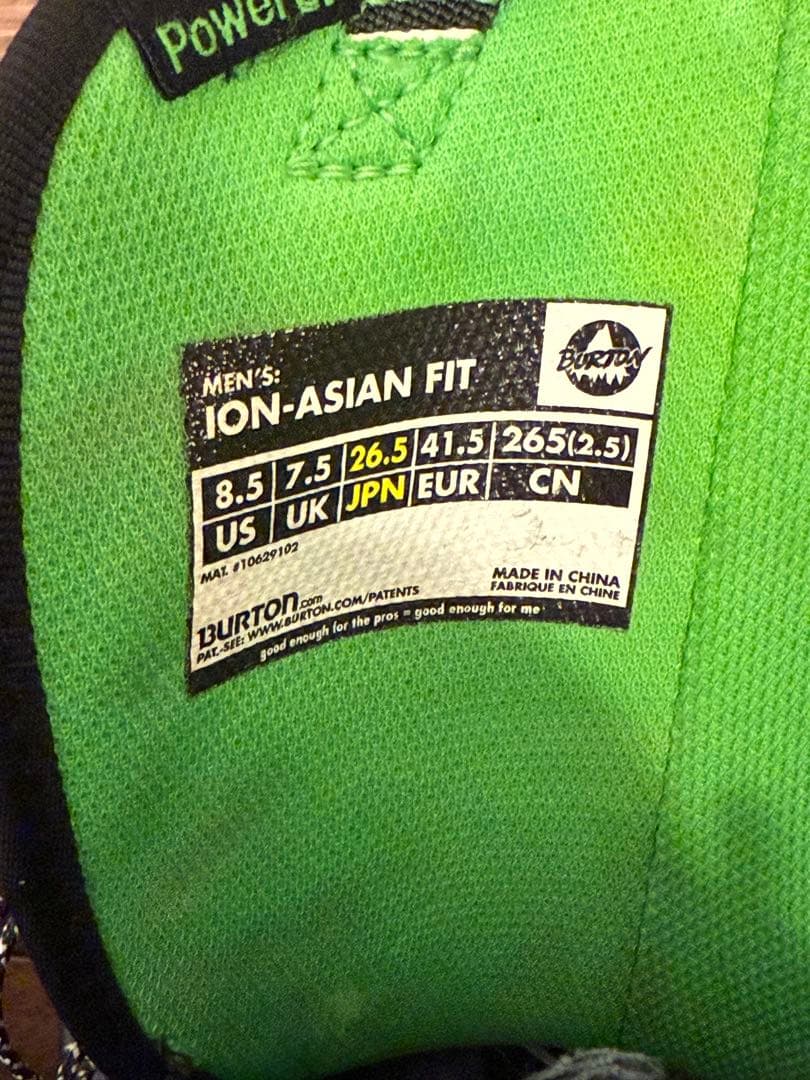 BURTON
MEN'S:
ION-ASIAN FIT
8.5 7.5 26.5 41.5 265(2.5)
US UK JPN EUR CN
MAT. #10629102
MADE IN CHINA
FABRIQUE EN CHINE
BURTON.com
PAT.-SEE: WWW.BURTON.COM/PATENTS
good enough for the pros = good enough for me